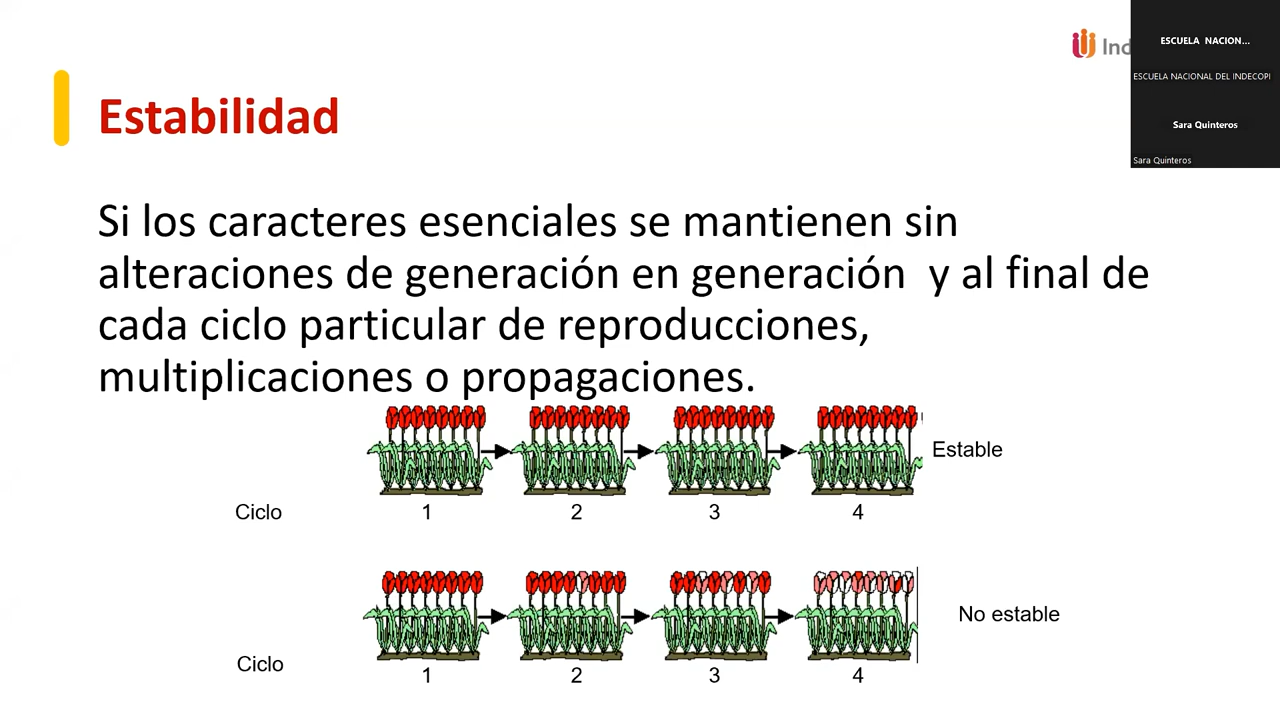 Ind
ESCUELA NACION...
ESCUELA NACIONAL DEL INDECOPI
Sara Quinteros
Sara Quinteros
Estabilidad
Si los caracteres esenciales se mantienen sin
alteraciones de generación en generación y al final de
cada ciclo particular de reproducciones,
multiplicaciones o propagaciones.
Estable
Ciclo 1 2 3 4
No estable
Ciclo 1 2 3 4